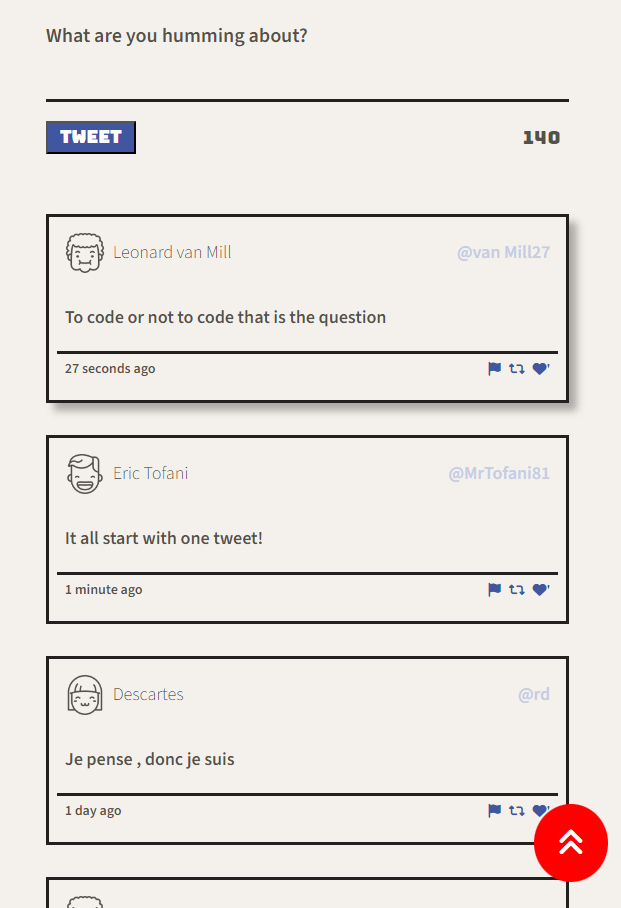 What are you humming about?
TWEET 140
Leonard van Mill @van Mill27
To code or not to code that is the question
27 seconds ago
Eric Tofani @MrTofani81
It all start with one tweet!
1 minute ago
Descartes @rd
Je pense , donc je suis
1 day ago